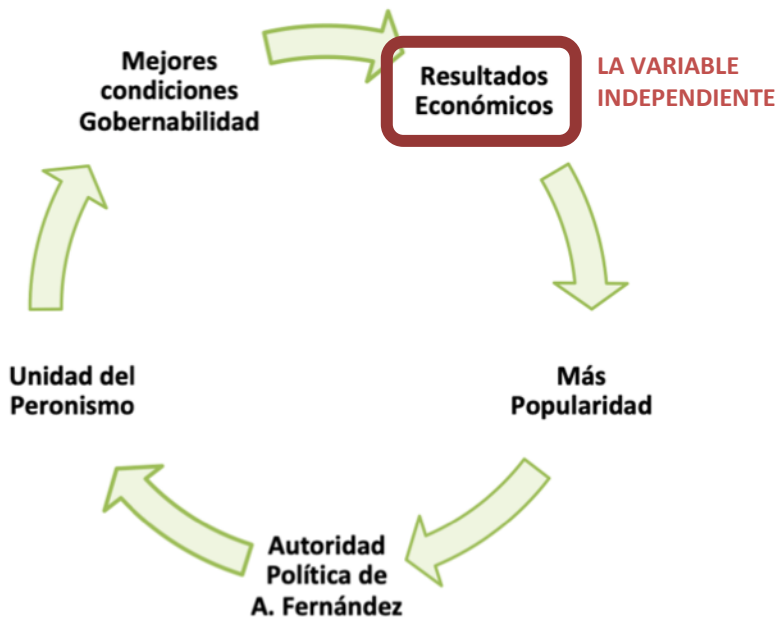 Mejores
condiciones
Gobernabilidad
Resultados
Económicos
LA VARIABLE
INDEPENDIENTE
Más
Popularidad
Autoridad
Política de
A. Fernández
Unidad del
Peronismo